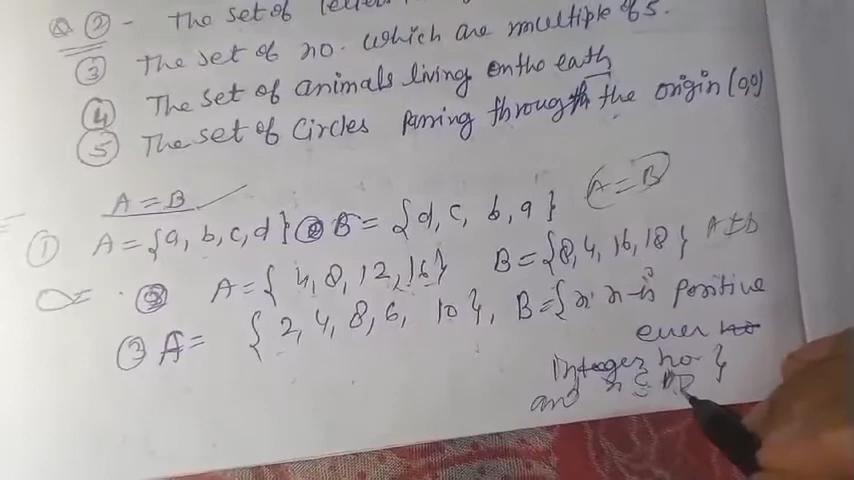 ② - The set of letters
③ The set of no. which are multiple of 5.
④ The set of animals living on the eath
⑤ The set of Circles passing through the origin (0,0)
A = B
① A = {a, b, c, d} B = {d, c, b, a} A = B
② A = { 4, 8, 12, 16} B = {8, 4, 16, 18} A ≠ B
③ A = { 2, 4, 8, 6, 10 }, B = {x: x is positive
even
Integer no }
and x ≤